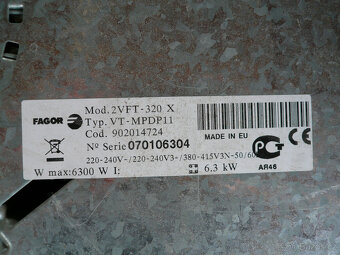 FAGOR
Mod. 2VFT-320 X
Typ. VT-MPDP11
Cod. 902014724
Nº Serie 070106304
MADE IN EU
220-240V~/220-240V3~/380-415V3N~50/60
W max:6300 W I: 6.3 kW
AR46